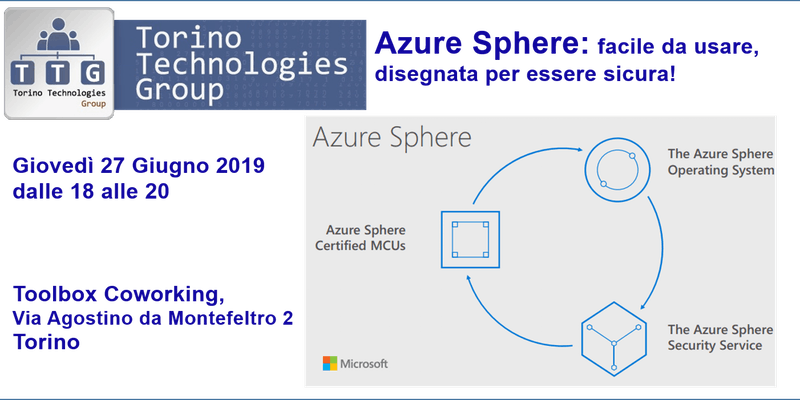 T T G
Torino Technologies
Group
Torino
Technologies
Group
Azure Sphere: facile da usare,
disegnata per essere sicura!
Giovedì 27 Giugno 2019
dalle 18 alle 20
Toolbox Coworking,
Via Agostino da Montefeltro 2
Torino
Azure Sphere
The Azure Sphere
Operating System
Azure Sphere
Certified MCUs
The Azure Sphere
Security Service
Microsoft